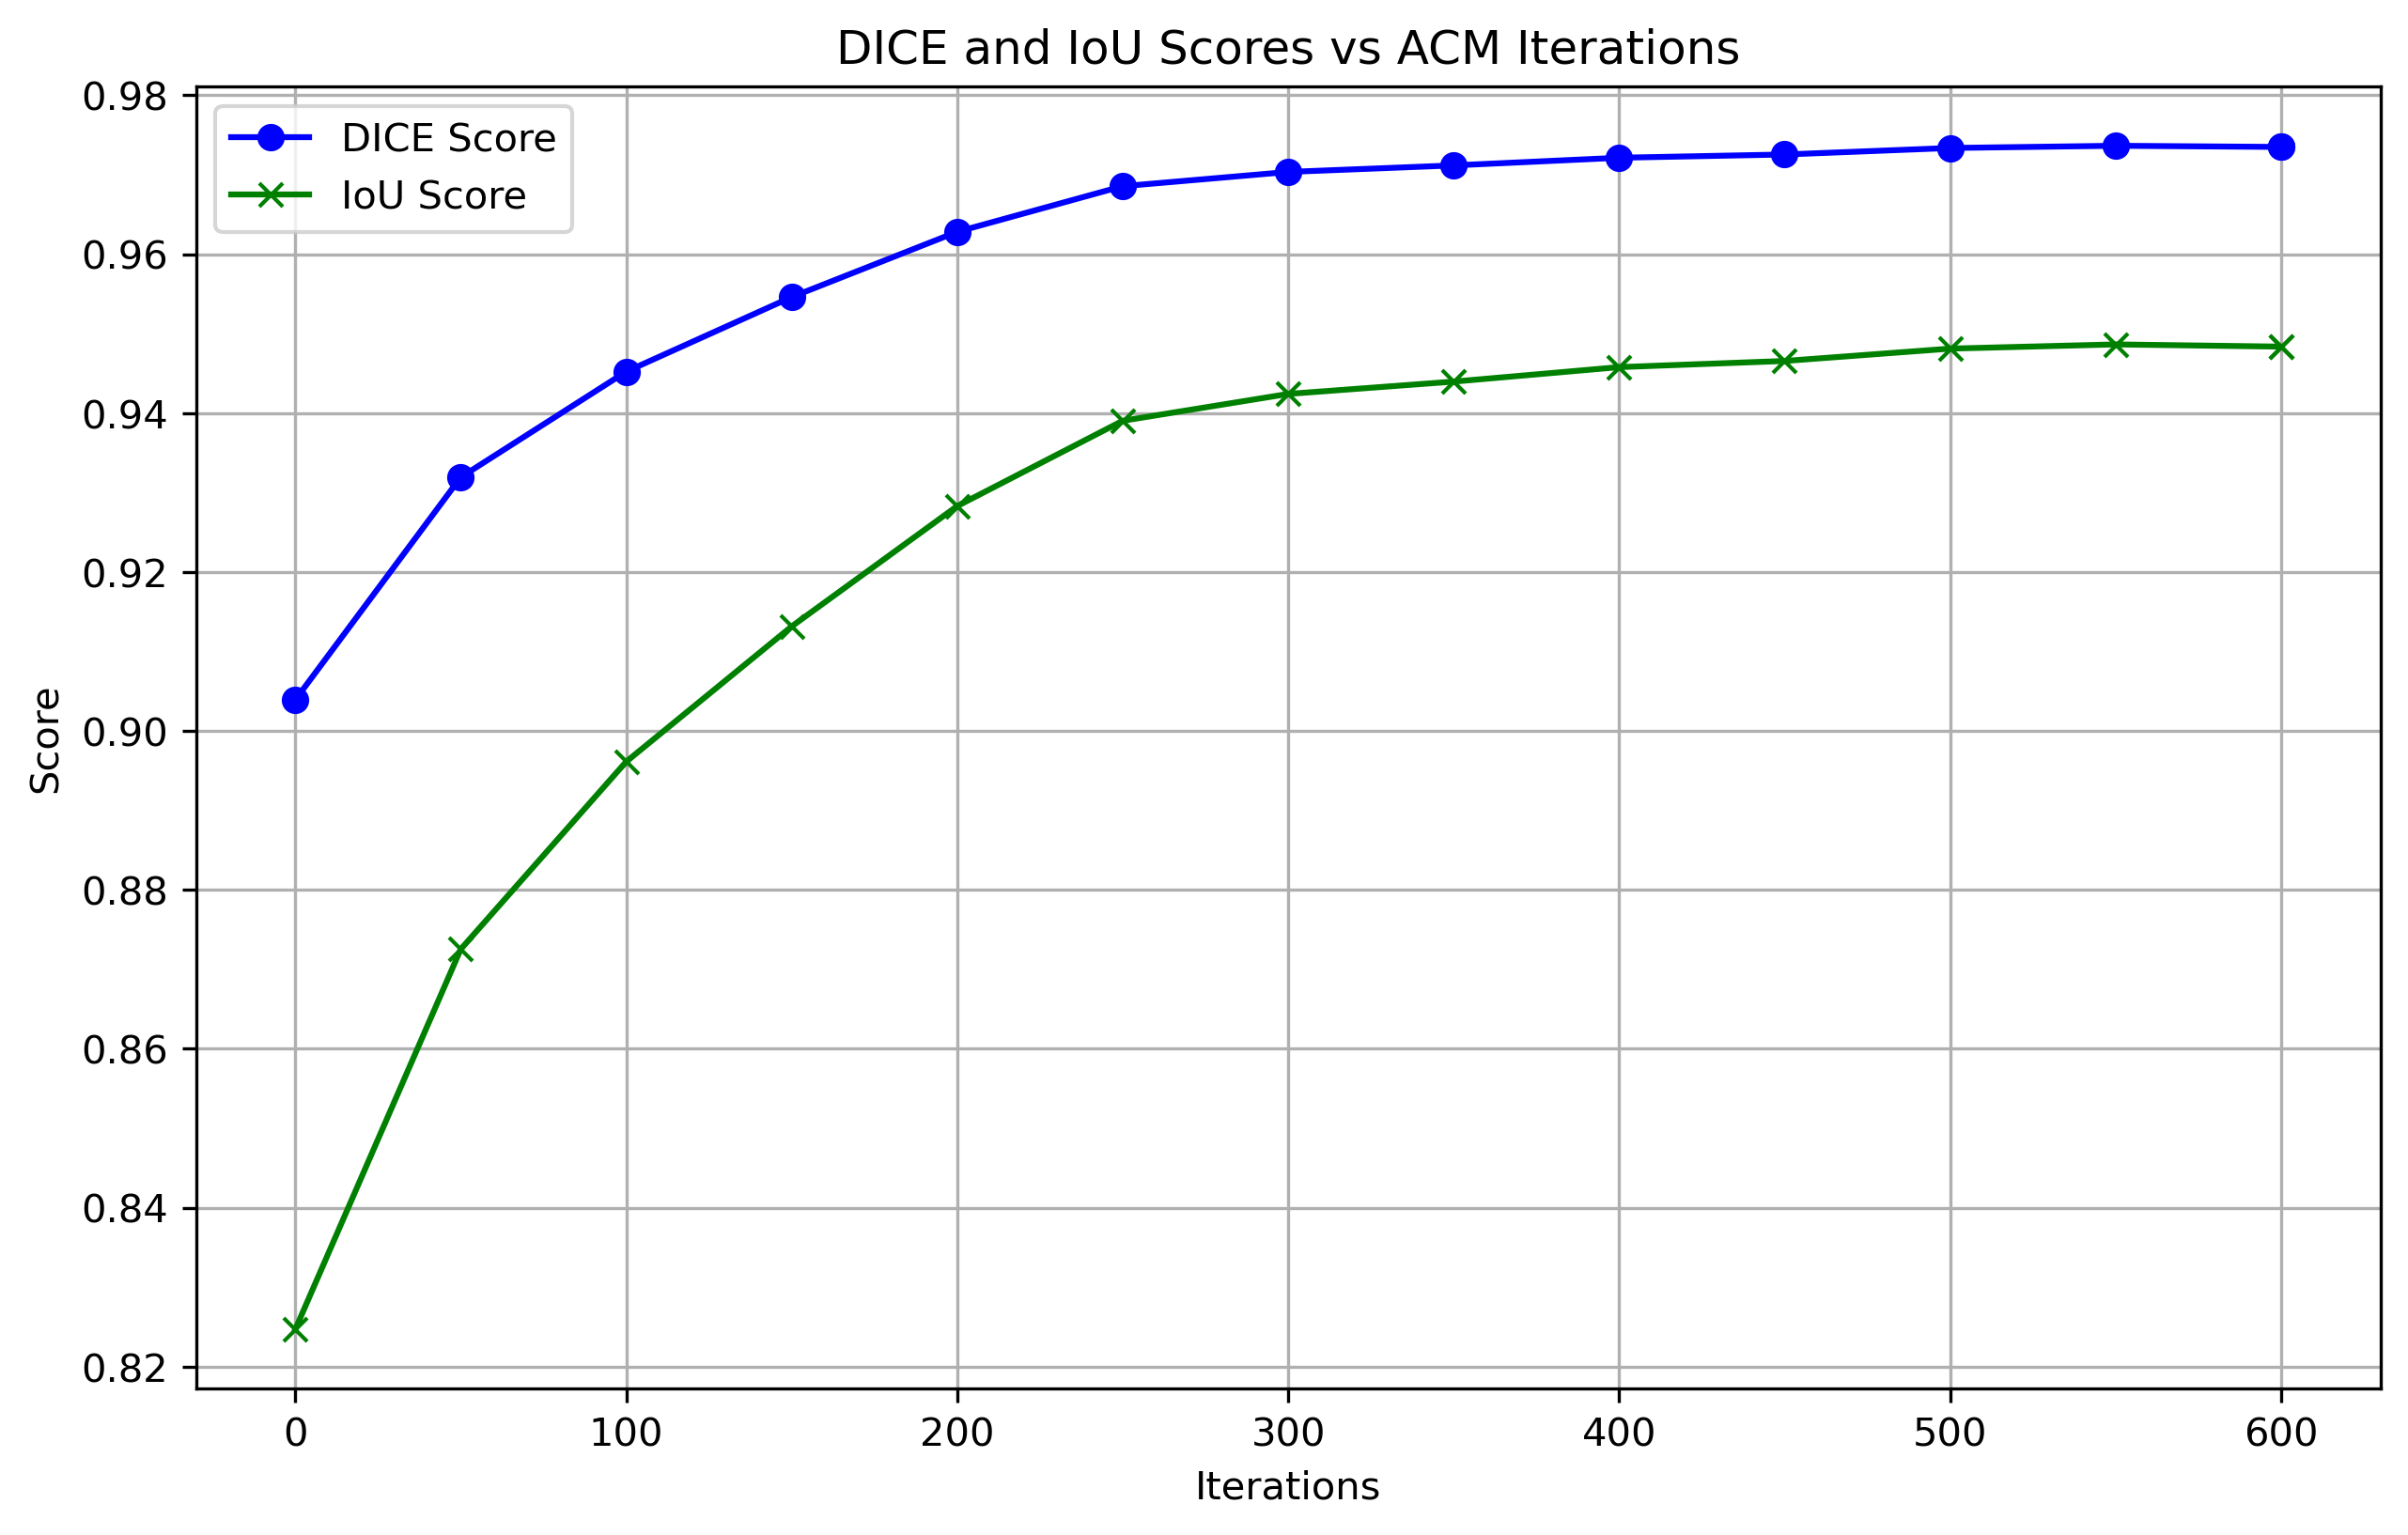 DICE and IoU Scores vs ACM Iterations
DICE Score
IoU Score
Score
0.98
0.96
0.94
0.92
0.90
0.88
0.86
0.84
0.82
0 100 200 300 400 500 600
Iterations